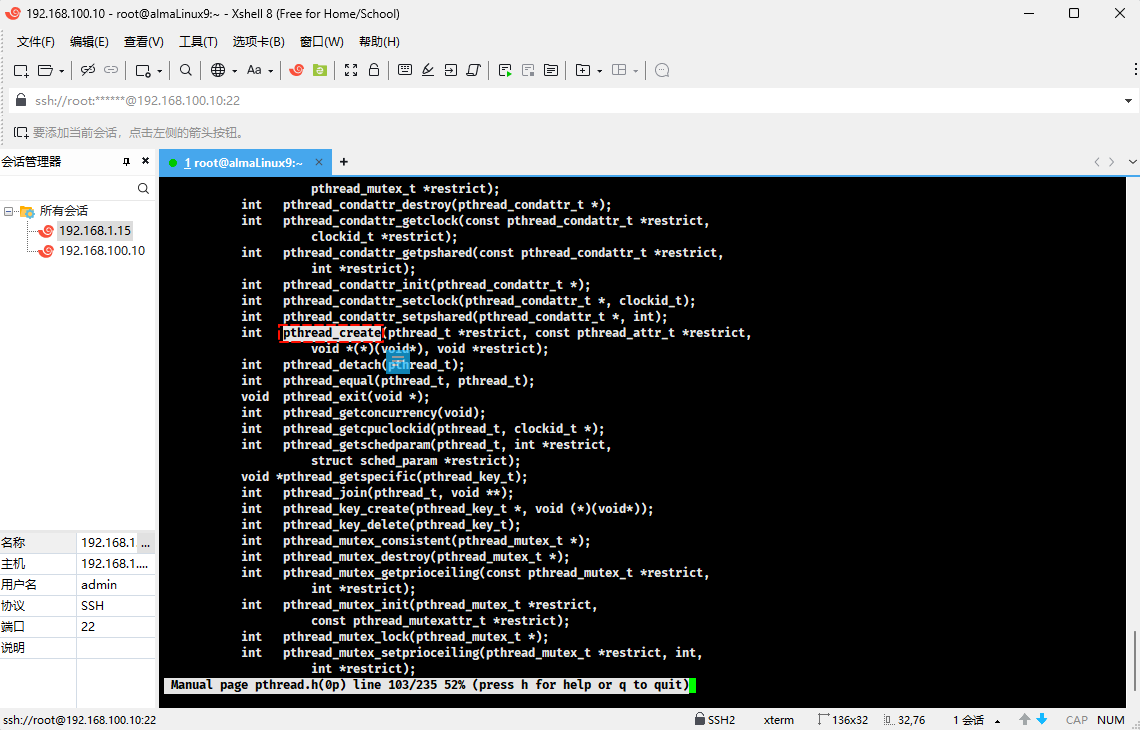 192.168.100.10 - root@almaLinux9:~ - Xshell 8 (Free for Home/School)
文件(F) 编辑(E) 查看(V) 工具(T) 选项卡(B) 窗口(W) 帮助(H)
Aa
ssh://root:******@192.168.100.10:22
要添加当前会话，点击左侧的箭头按钮。
会话管理器
1 root@almaLinux9:~
所有会话
192.168.1.15
192.168.100.10
pthread_mutex_t *restrict);
int pthread_condattr_destroy(pthread_condattr_t *);
int pthread_condattr_getclock(const pthread_condattr_t *restrict,
clockid_t *restrict);
int pthread_condattr_getpshared(const pthread_condattr_t *restrict,
int *restrict);
int pthread_condattr_init(pthread_condattr_t *);
int pthread_condattr_setclock(pthread_condattr_t *, clockid_t);
int pthread_condattr_setpshared(pthread_condattr_t *, int);
int pthread_create(pthread_t *restrict, const pthread_attr_t *restrict,
void *(*)(void*), void *restrict);
int pthread_detach(pthread_t);
int pthread_equal(pthread_t, pthread_t);
void pthread_exit(void *);
int pthread_getconcurrency(void);
int pthread_getcpuclockid(pthread_t, clockid_t *);
int pthread_getschedparam(pthread_t, int *restrict,
struct sched_param *restrict);
void *pthread_getspecific(pthread_key_t);
int pthread_join(pthread_t, void **);
int pthread_key_create(pthread_key_t *, void (*)(void*));
int pthread_key_delete(pthread_key_t);
int pthread_mutex_consistent(pthread_mutex_t *);
int pthread_mutex_destroy(pthread_mutex_t *);
int pthread_mutex_getprioceiling(const pthread_mutex_t *restrict,
int *restrict);
int pthread_mutex_init(pthread_mutex_t *restrict,
const pthread_mutexattr_t *restrict);
int pthread_mutex_lock(pthread_mutex_t *);
int pthread_mutex_setprioceiling(pthread_mutex_t *restrict, int,
int *restrict);
Manual page pthread.h(0p) line 103/235 52% (press h for help or q to quit)
名称 192.168.1. ...
主机 192.168.1....
用户名 admin
协议 SSH
端口 22
说明
ssh://root@192.168.100.10:22 SSH2 xterm 136x32 32,76 1 会话 CAP NUM